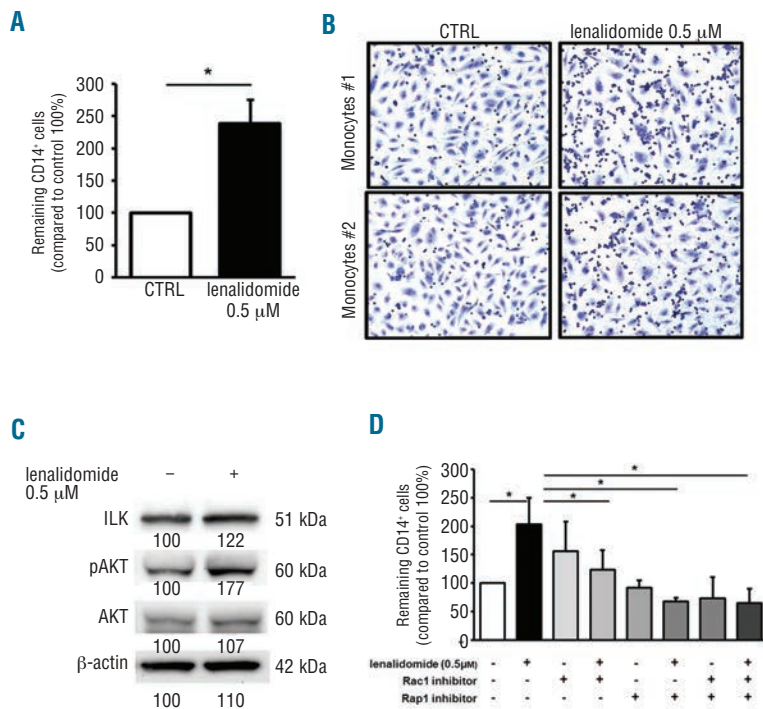 A
Remaining CD14⁺ cells
(compared to control 100%)
300
250
200
150
100
50
0
*
CTRL
lenalidomide
0.5 µM
B
CTRL
lenalidomide 0.5 µM
Monocytes #1
Monocytes #2
C
lenalidomide
0.5 µM
– +
ILK 51 kDa
100 122
pAKT 60 kDa
100 177
AKT 60 kDa
100 107
β-actin 42 kDa
100 110
D
Remaining CD14⁺ cells
(compared to control 100%)
300
250
200
150
100
50
0
*
*
*
*
lenalidomide (0.5µM) - + - + - + - +
Rac1 inhibitor - - + + - - + +
Rap1 inhibitor - - - - + + + +